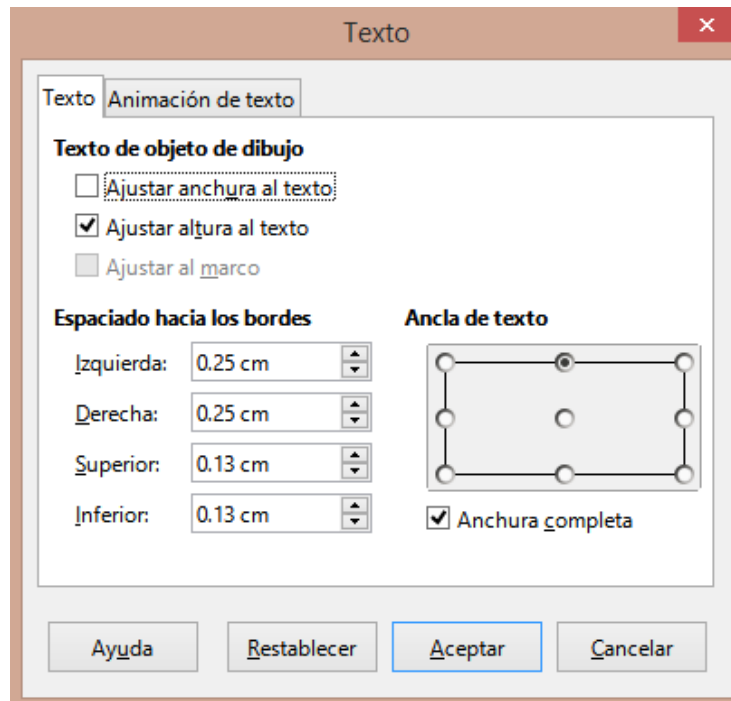 Texto
Texto Animación de texto
Texto de objeto de dibujo
Ajustar anchura al texto
Ajustar altura al texto
Ajustar al marco
Espaciado hacia los bordes Ancla de texto
Izquierda: 0.25 cm
Derecha: 0.25 cm
Superior: 0.13 cm
Inferior: 0.13 cm Anchura completa
Ayuda Restablecer Aceptar Cancelar